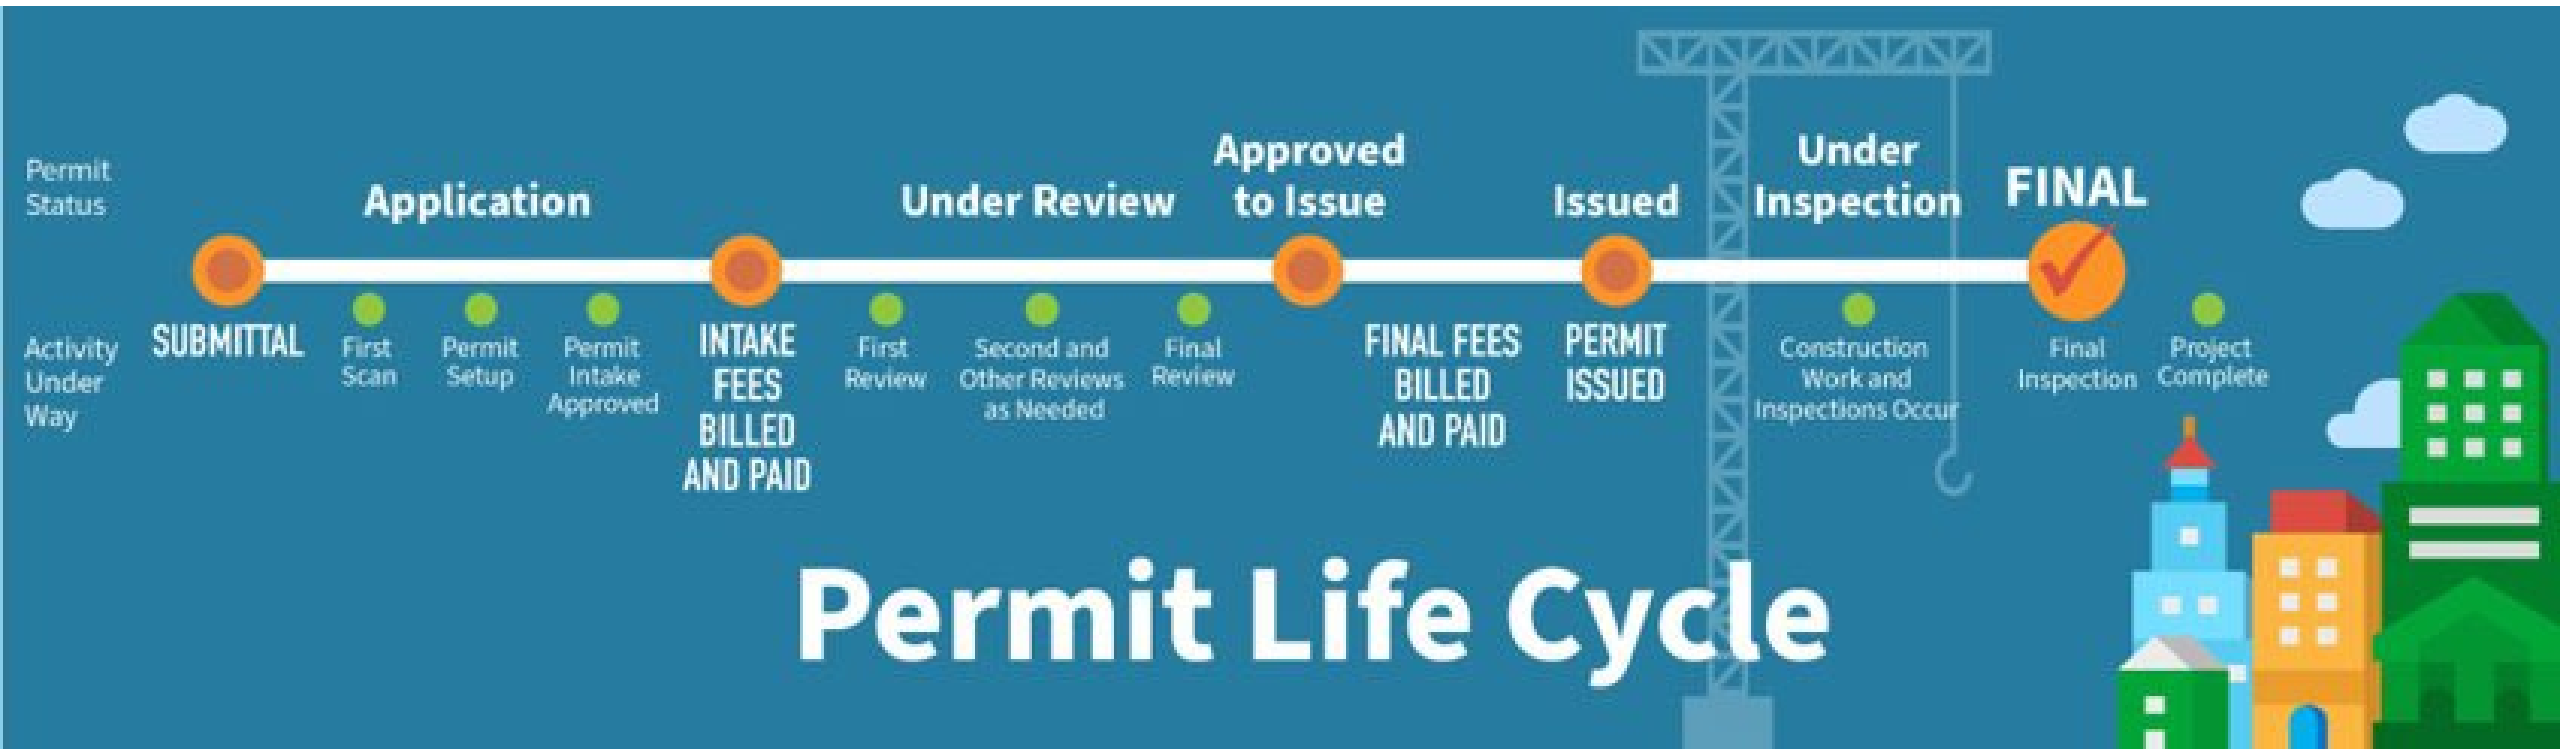 Permit
Status
Application
Under Review
Approved
to Issue
Issued
Under
Inspection
FINAL
Activity
Under
Way
SUBMITTAL
First
Scan
Permit
Setup
Permit
Intake
Approved
INTAKE
FEES
BILLED
AND PAID
First
Review
Second and
Other Reviews
as Needed
Final
Review
FINAL FEES
BILLED
AND PAID
PERMIT
ISSUED
Construction
Work and
Inspections Occur
Final
Inspection
Project
Complete
Permit Life Cycle